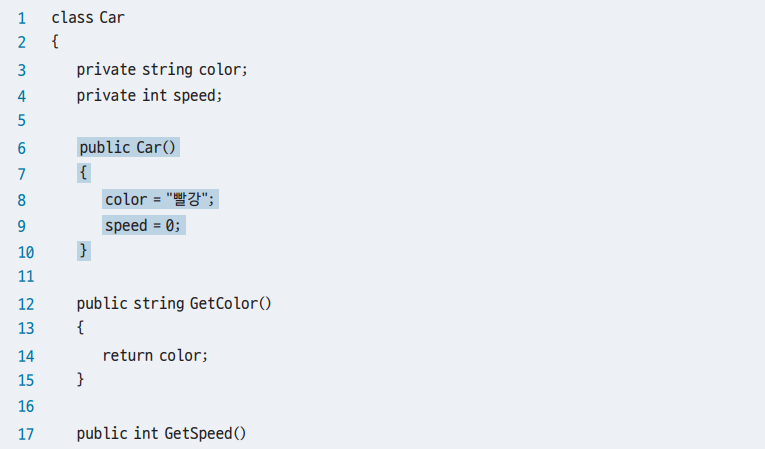 1 class Car
2 {
3 private string color;
4 private int speed;
5
6 public Car()
7 {
8 color = "빨강";
9 speed = 0;
10 }
11
12 public string GetColor()
13 {
14 return color;
15 }
16
17 public int GetSpeed()